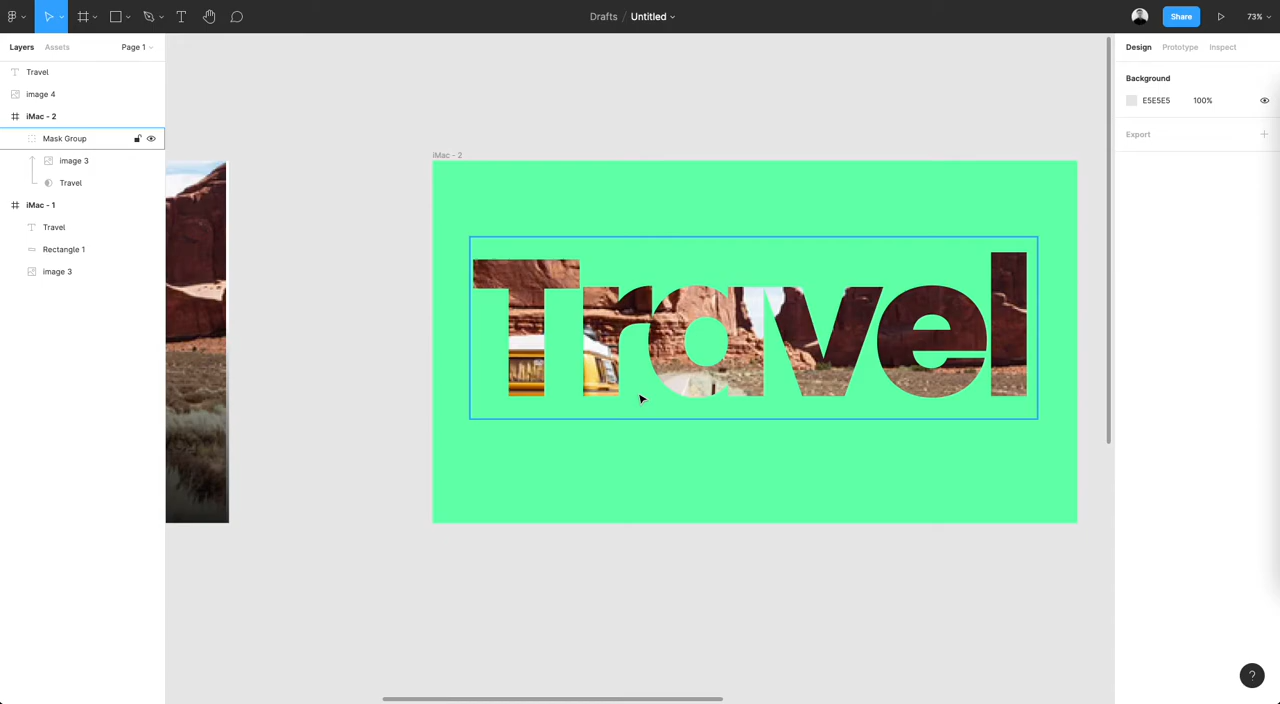 Drafts / Untitled
Share
73%
Layers Assets Page 1
Travel
image 4
iMac - 2
Mask Group
image 3
Travel
iMac - 1
Travel
Rectangle 1
image 3
iMac - 2
Travel
Design Prototype Inspect
Background
E5E5E5 100%
Export
?